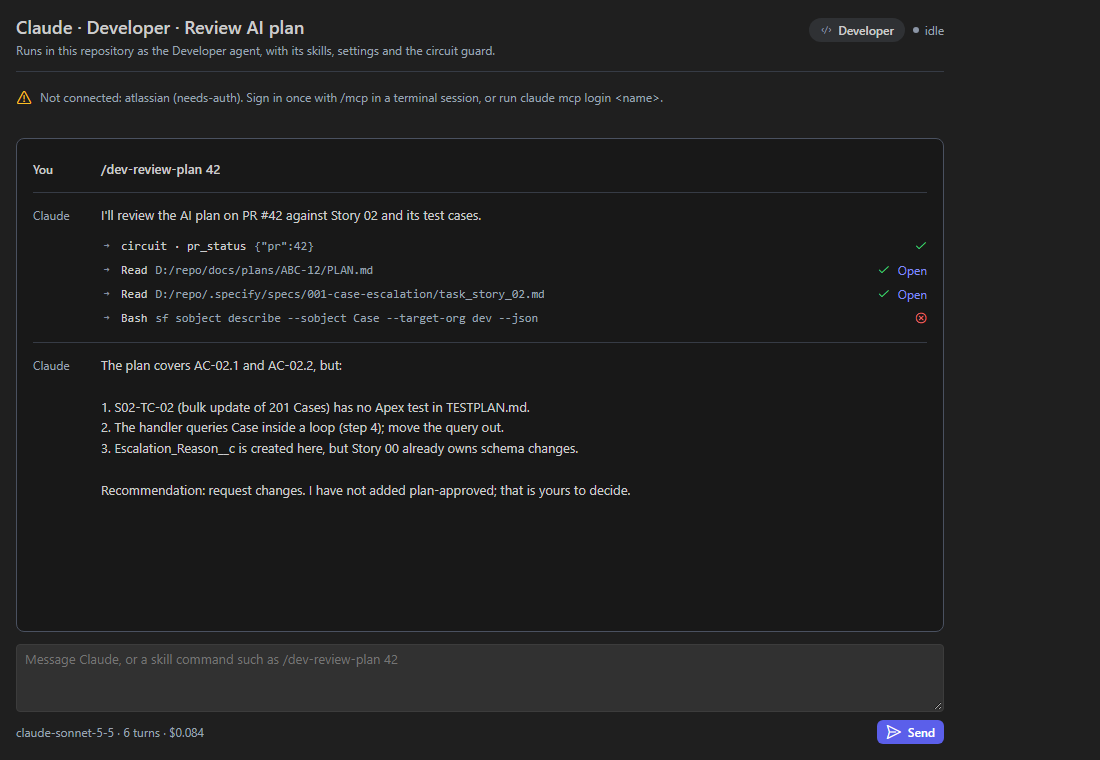 Claude · Developer · Review AI plan
Developer
idle
Runs in this repository as the Developer agent, with its skills, settings and the circuit guard.
Not connected: atlassian (needs-auth). Sign in once with /mcp in a terminal session, or run claude mcp login <name>.
You /dev-review-plan 42
Claude I'll review the AI plan on PR #42 against Story 02 and its test cases.
→ circuit · pr_status {"pr":42}
→ Read D:/repo/docs/plans/ABC-12/PLAN.md Open
→ Read D:/repo/.specify/specs/001-case-escalation/task_story_02.md Open
→ Bash sf sobject describe --sobject Case --target-org dev --json
Claude The plan covers AC-02.1 and AC-02.2, but:
1. S02-TC-02 (bulk update of 201 Cases) has no Apex test in TESTPLAN.md.
2. The handler queries Case inside a loop (step 4); move the query out.
3. Escalation_Reason__c is created here, but Story 00 already owns schema changes.
Recommendation: request changes. I have not added plan-approved; that is yours to decide.
Message Claude, or a skill command such as /dev-review-plan 42
claude-sonnet-5-5 · 6 turns · $0.084
Send